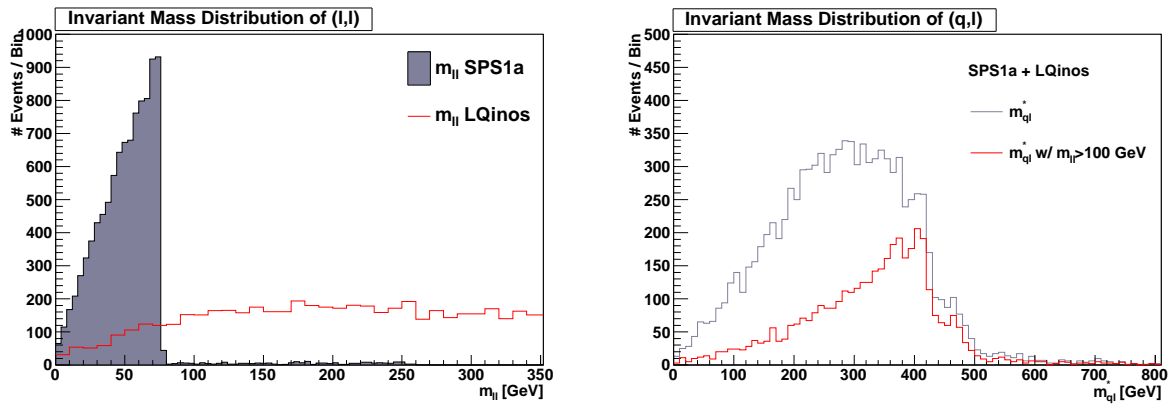 Invariant Mass Distribution of (l,l)
# Events / Bin
1000
900
800
700
600
500
400
300
200
100
0
m_ll SPS1a
m_ll LQinos
0 50 100 150 200 250 300 350
m_ll [GeV]
Invariant Mass Distribution of (q,l)
# Events / Bin
500
450
400
350
300
250
200
150
100
50
0
SPS1a + LQinos
m*_ql
m*_ql w/ m_ll>100 GeV
0 100 200 300 400 500 600 700 800
m*_ql [GeV]